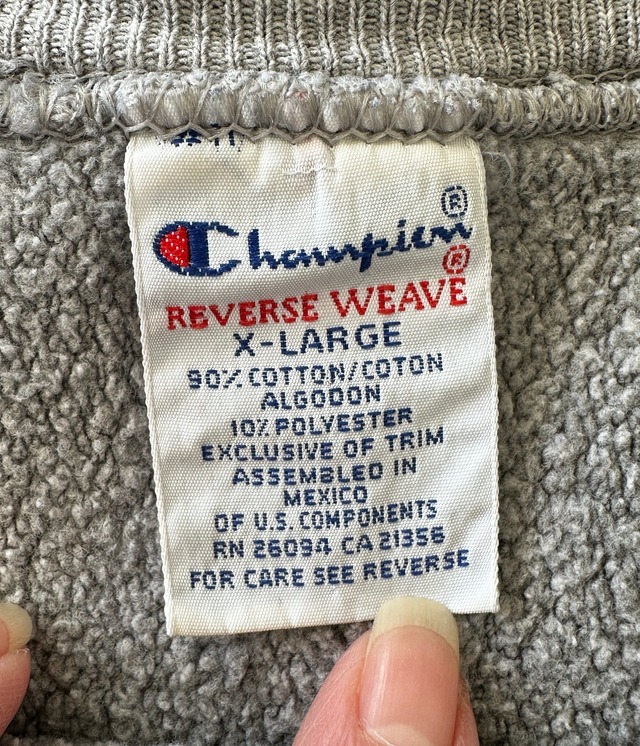 #11
Champion®
®
REVERSE WEAVE
X-LARGE
90% COTTON/COTON
ALGODON
10% POLYESTER
EXCLUSIVE OF TRIM
ASSEMBLED IN
MEXICO
OF U.S. COMPONENTS
RN 26094 CA 21356
FOR CARE SEE REVERSE